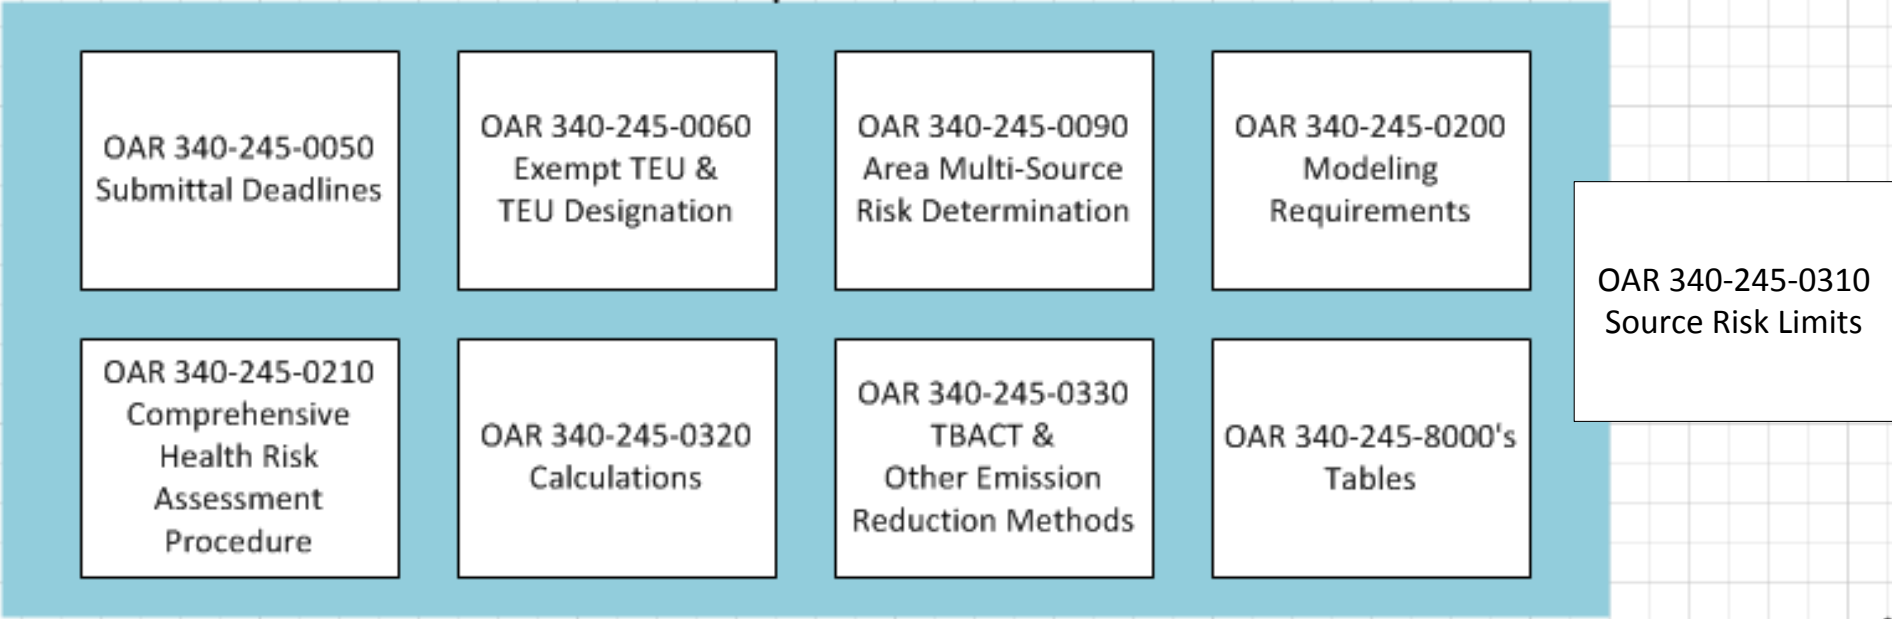 OAR 340-245-0050
Submittal Deadlines
OAR 340-245-0060
Exempt TEU &
TEU Designation
OAR 340-245-0090
Area Multi-Source
Risk Determination
OAR 340-245-0200
Modeling
Requirements
OAR 340-245-0310
Source Risk Limits
OAR 340-245-0210
Comprehensive
Health Risk
Assessment
Procedure
OAR 340-245-0320
Calculations
OAR 340-245-0330
TBACT &
Other Emission
Reduction Methods
OAR 340-245-8000's
Tables